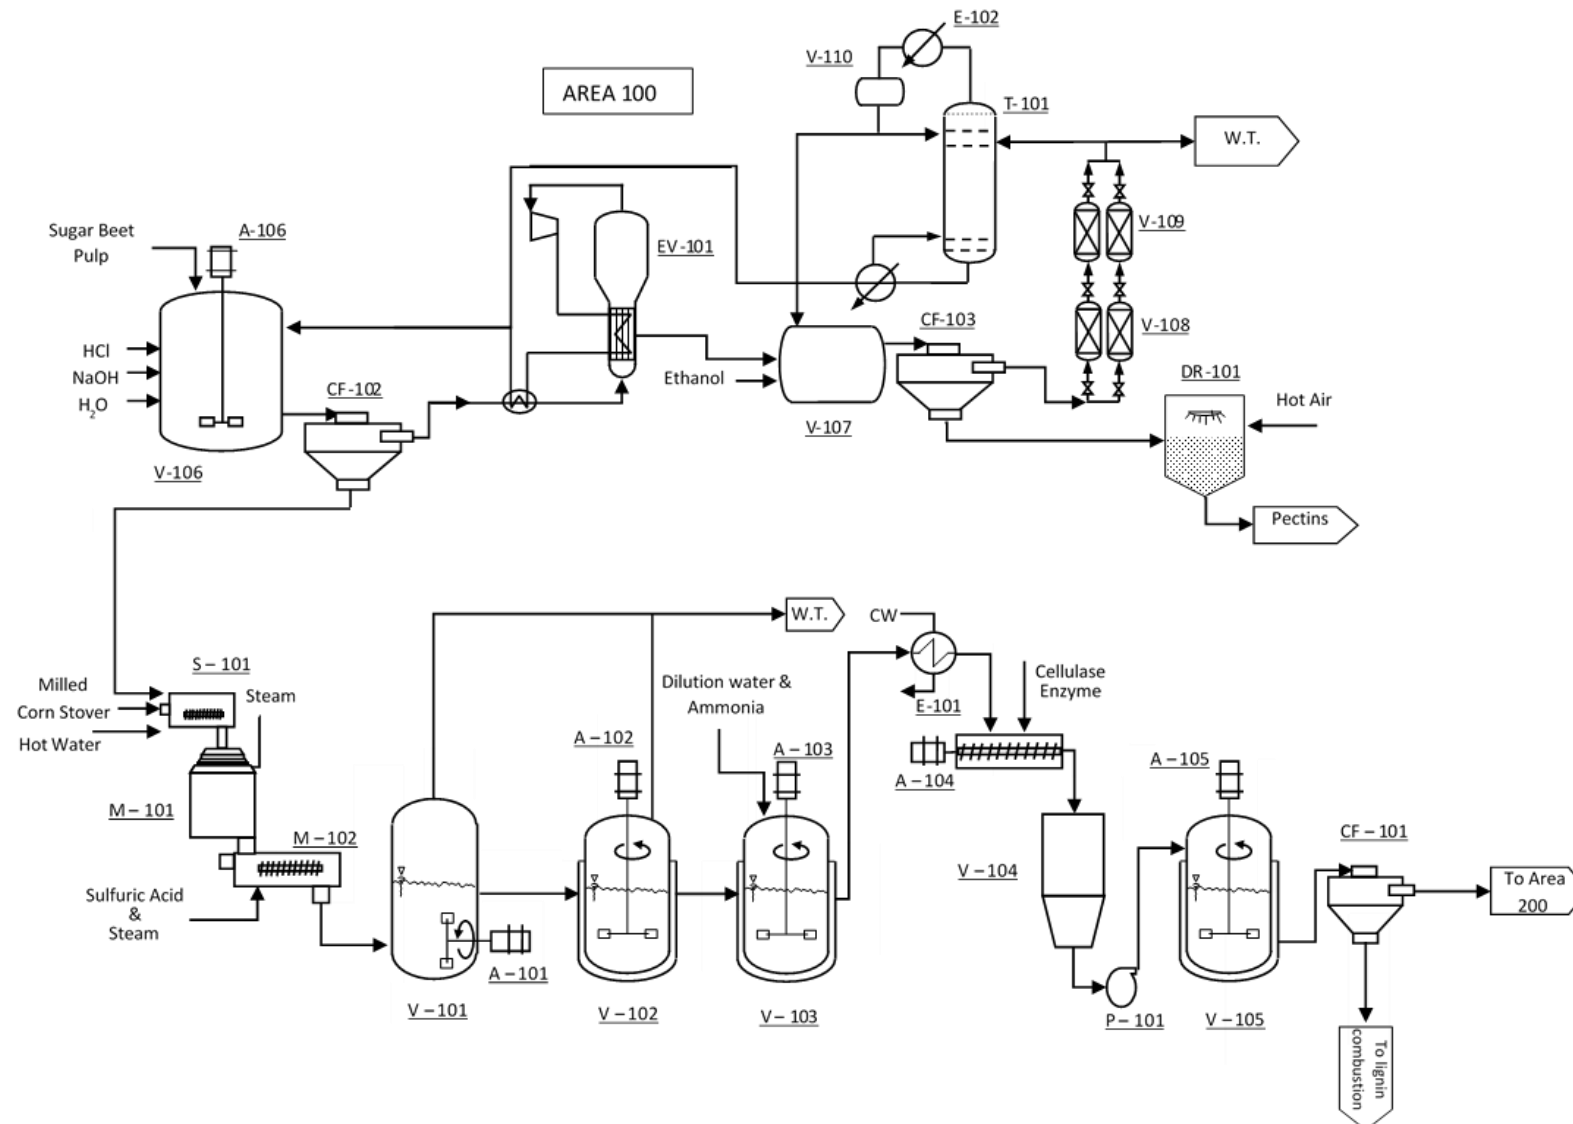 E-102
V-110
AREA 100
T-101
W.T.
Sugar Beet
Pulp
A-106
EV-101
V-109
HCl
NaOH
H2O
CF-102
Ethanol
CF-103
V-108
DR-101
Hot Air
V-106
V-107
Pectins
W.T.
CW
S – 101
Milled
Corn Stover
Hot Water
Steam
Dilution water &
Ammonia
E-101
Cellulase
Enzyme
A – 102
A – 103
A – 104
A – 105
M – 101
M – 102
CF – 101
V – 104
Sulfuric Acid
&
Steam
To Area
200
A – 101
V – 101
V – 102
V – 103
P – 101
V – 105
To lignin
combustion